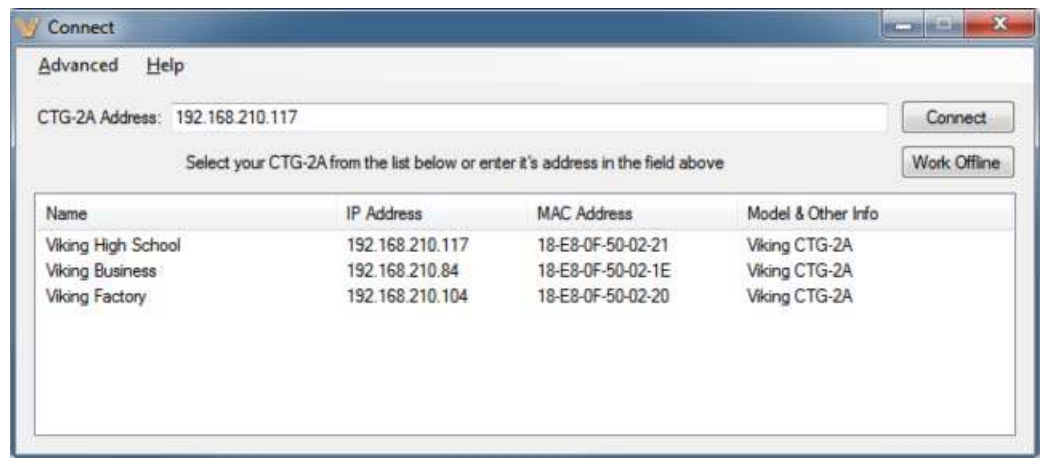 Connect
Advanced Help
CTG-2A Address: 192.168.210.117 Connect
Select your CTG-2A from the list below or enter it's address in the field above Work Offline
Name IP Address MAC Address Model & Other Info
Viking High School 192.168.210.117 18-E8-0F-50-02-21 Viking CTG-2A
Viking Business 192.168.210.84 18-E8-0F-50-02-1E Viking CTG-2A
Viking Factory 192.168.210.104 18-E8-0F-50-02-20 Viking CTG-2A